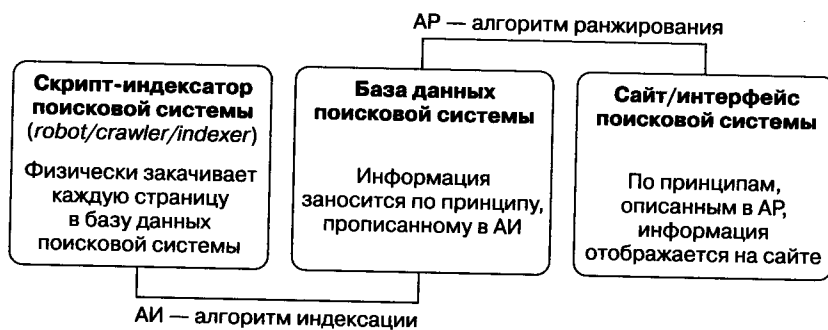 АР — алгоритм ранжирования
Скрипт-индексатор
поисковой системы
(robot/crawler/indexer)
Физически закачивает
каждую страницу
в базу данных
поисковой системы
База данных
поисковой системы
Информация
заносится по принципу,
прописанному в АИ
Сайт/интерфейс
поисковой системы
По принципам,
описанным в АР,
информация
отображается на сайте
АИ — алгоритм индексации